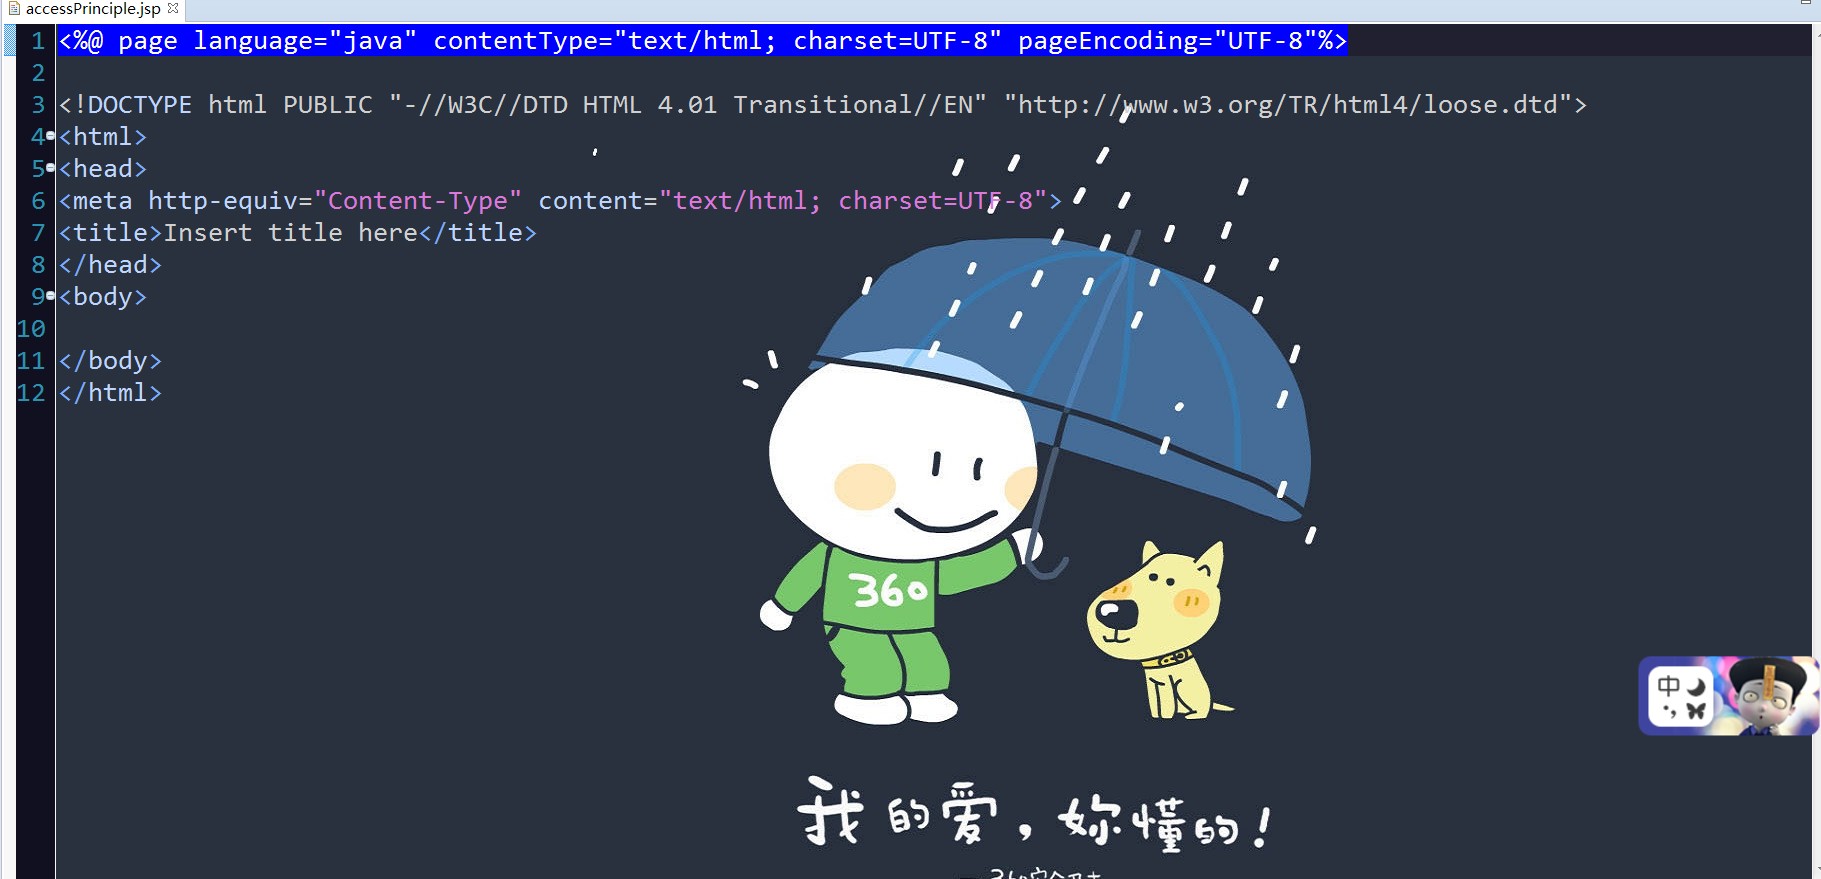 accessPrinciple.jsp
1 <%@ page language="java" contentType="text/html; charset=UTF-8" pageEncoding="UTF-8"%>
2
3 <!DOCTYPE html PUBLIC "-//W3C//DTD HTML 4.01 Transitional//EN" "http://www.w3.org/TR/html4/loose.dtd">
4 <html>
5 <head>
6 <meta http-equiv="Content-Type" content="text/html; charset=UTF-8">
7 <title>Insert title here</title>
8 </head>
9 <body>
10
11 </body>
12 </html>
360
中
我的爱，妳懂的！